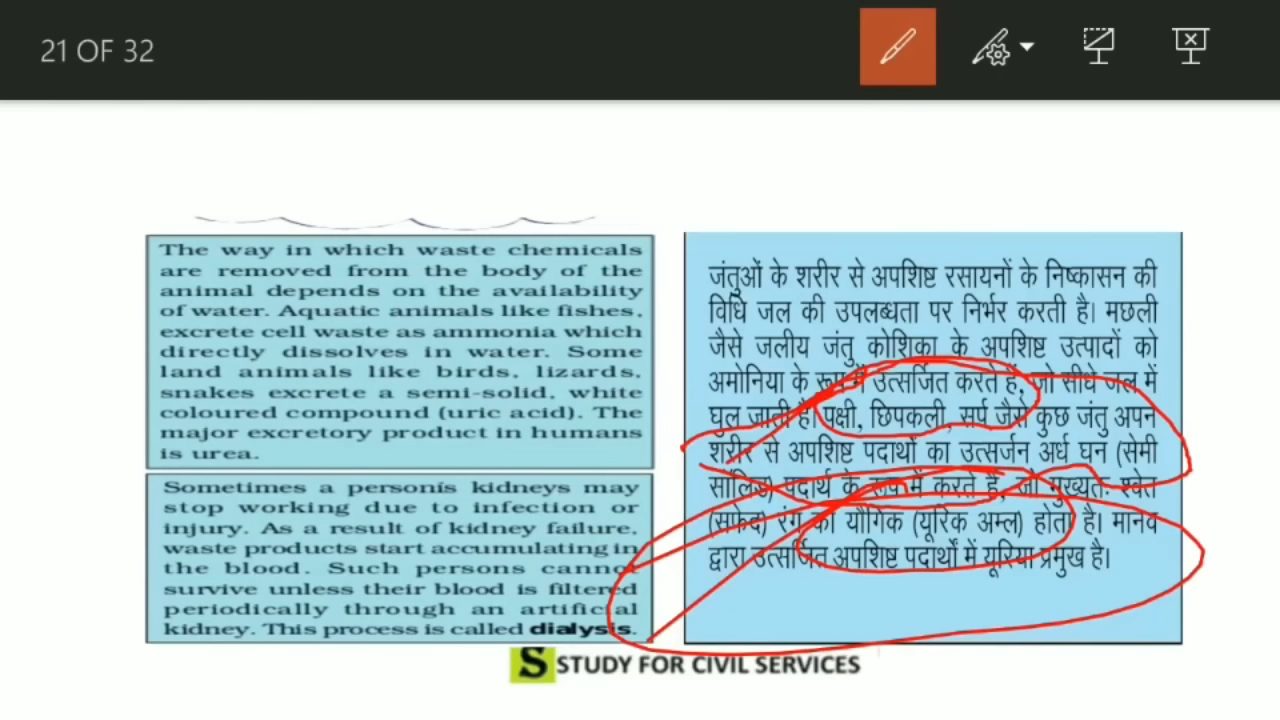 21 OF 32
The way in which waste chemicals
are removed from the body of the
animal depends on the availability
of water. Aquatic animals like fishes,
excrete cell waste as ammonia which
directly dissolves in water. Some
land animals like birds, lizards,
snakes excrete a semi-solid, white
coloured compound (uric acid). The
major excretory product in humans
is urea.
Sometimes a personís kidneys may
stop working due to infection or
injury. As a result of kidney failure,
waste products start accumulating in
the blood. Such persons cannot
survive unless their blood is filtered
periodically through an artificial
kidney. This process is called dialysis.
जंतुओं के शरीर से अपशिष्ट रसायनों के निष्कासन की
विधि जल की उपलब्धता पर निर्भर करती है। मछली
जैसे जलीय जंतु कोशिका के अपशिष्ट उत्पादों को
अमोनिया के रूप में उत्सर्जित करते हैं, जो सीधे जल में
घुल जाती है। पक्षी, छिपकली, सर्प जैसे कुछ जंतु अपने
शरीर से अपशिष्ट पदार्थों का उत्सर्जन अर्ध घन (सेमी
सॉलिड) पदार्थ के रूप में करते हैं, जो मुख्यतः श्वेत
(सफेद) रंग का यौगिक (यूरिक अम्ल) होता है। मानव
द्वारा उत्सर्जित अपशिष्ट पदार्थों में यूरिया प्रमुख है।
S STUDY FOR CIVIL SERVICES